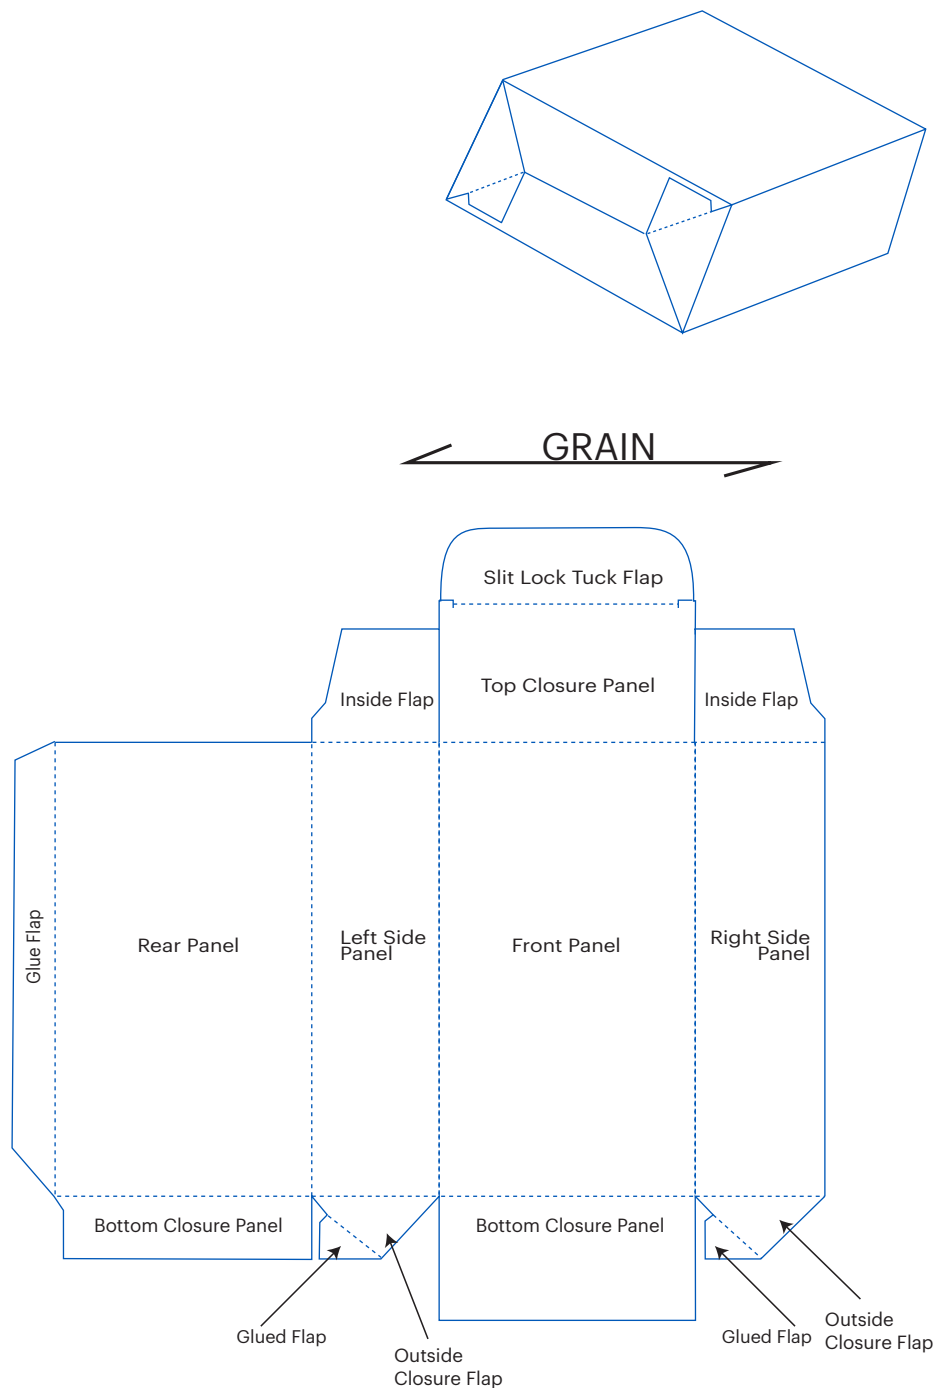 GRAIN
Slit Lock Tuck Flap
Top Closure Panel
Inside Flap
Inside Flap
Glue Flap
Rear Panel
Left Side
Panel
Front Panel
Right Side
Panel
Bottom Closure Panel
Bottom Closure Panel
Glued Flap
Outside
Closure Flap
Glued Flap
Outside
Closure Flap